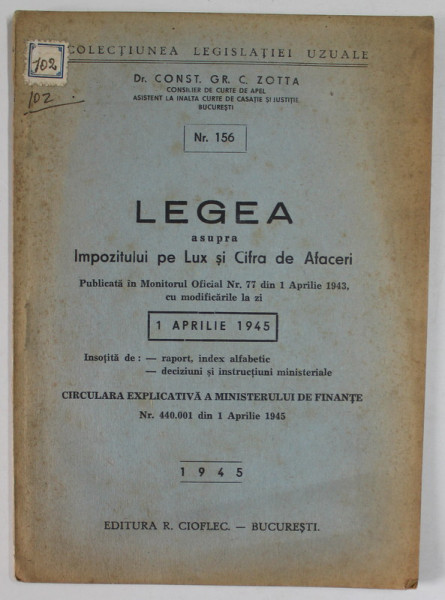 COLECȚIUNEA LEGISLAȚIEI UZUALE
102
102
Dr. CONST. GR. C. ZOTTA
CONSILIER DE CURTE DE APEL
ASISTENT LA INALTA CURTE DE CASAȚIE ȘI JUSTIȚIE
BUCUREȘTI
Nr. 156
LEGEA
asupra
Impozitului pe Lux și Cifra de Afaceri
Publicată în Monitorul Oficial Nr. 77 din 1 Aprilie 1943,
cu modificările la zi
1 APRILIE 1945
Insoțită de : — raport, index alfabetic
— deciziuni și instrucțiuni ministeriale
CIRCULARA EXPLICATIVĂ A MINISTERULUI DE FINANȚE
Nr. 440.001 din 1 Aprilie 1945
1945
EDITURA R. CIOFLEC. — BUCUREȘTI.